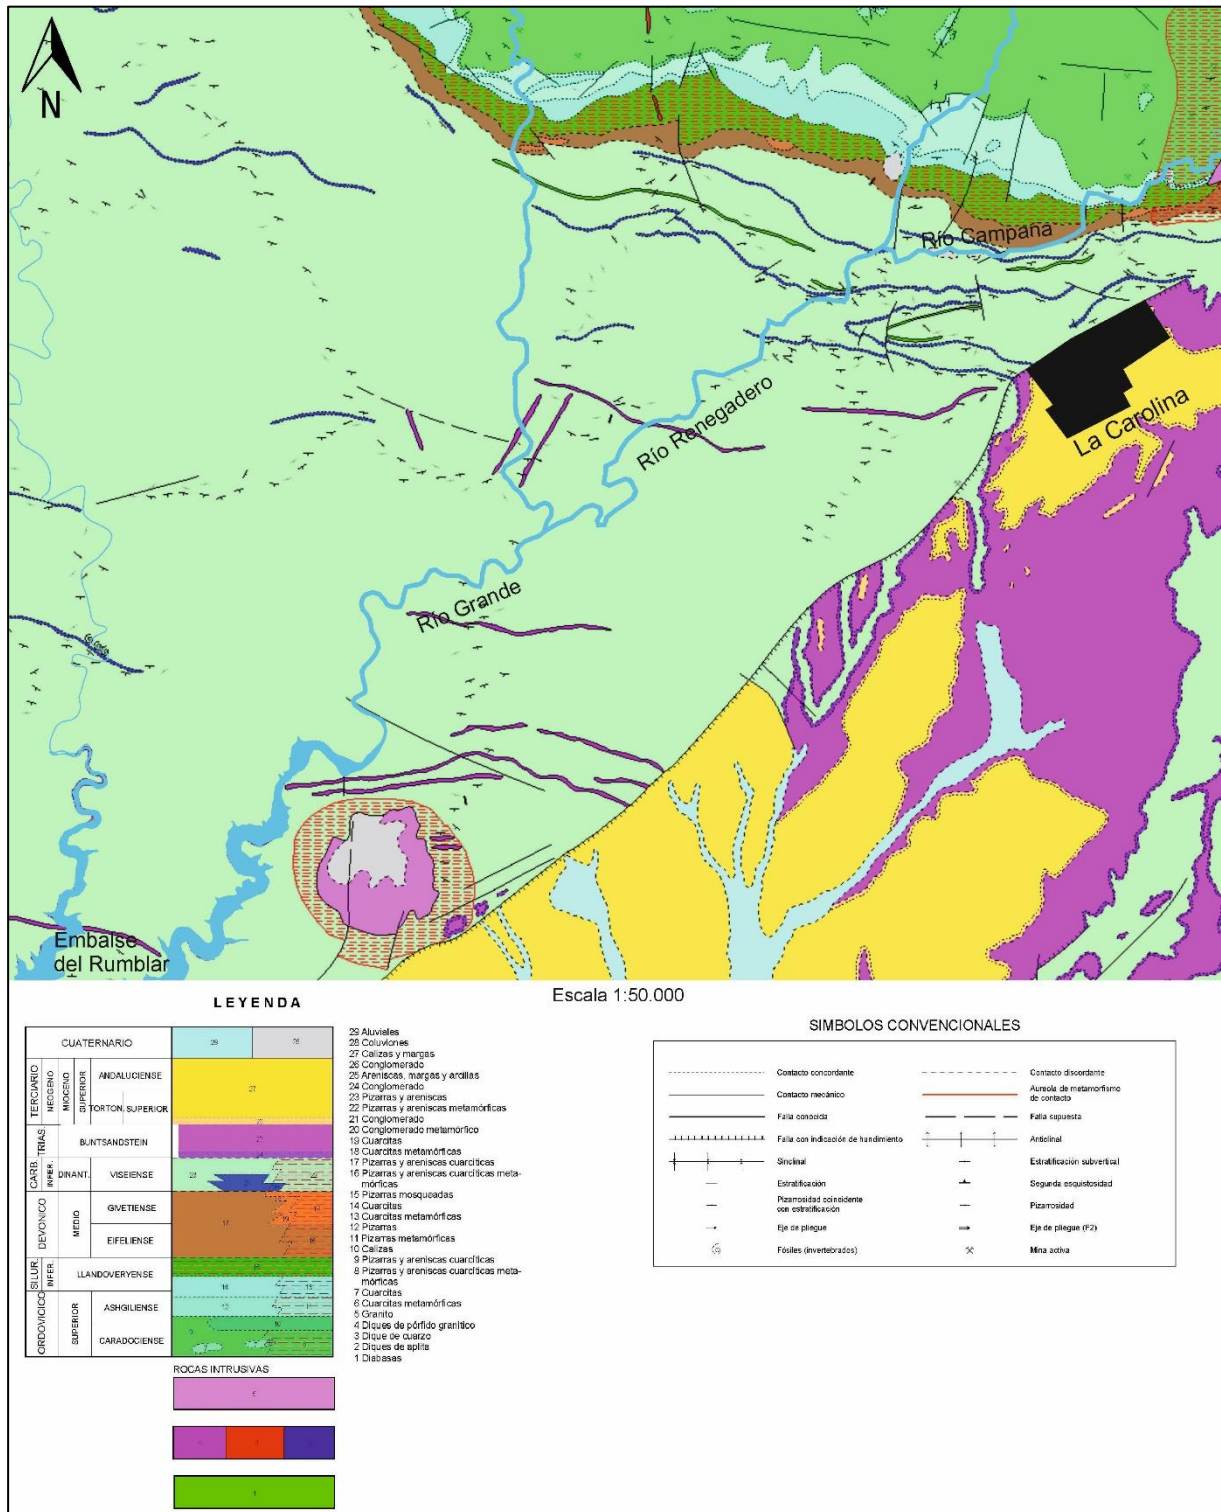 N
Río Campana
La Carolina
Río Renegadero
Río Grande
Embalse
del Rumblar
Escala 1:50.000
LEYENDA
CUATERNARIO
TERCIARIO
NEOGENO
MIOCENO
SUPERIOR
ANDALUCIENSE
TORTON. SUPERIOR
TRIAS.
BUNTSANDSTEIN
CARB.
INFER.
DINANT.
VISEIENSE
DEVONICO
MEDIO
GIVETIENSE
EIFELIENSE
SILUR.
INFER.
LLANDOVERYENSE
ORDOVICICO
SUPERIOR
ASHGILIENSE
CARADOCIENSE
29 Aluviales
28 Coluviones
27 Calizas y margas
26 Conglomerado
25 Areniscas, margas y arcillas
24 Conglomerado
23 Pizarras y areniscas
22 Pizarras y areniscas metamórficas
21 Conglomerado
20 Conglomerado metamórfico
19 Cuarcitas
18 Cuarcitas metamórficas
17 Pizarras y areniscas cuarcíticas
16 Pizarras y areniscas cuarcíticas meta-
mórficas
15 Pizarras mosqueadas
14 Cuarcitas
13 Cuarcitas metamórficas
12 Pizarras
11 Pizarras metamórficas
10 Calizas
9 Pizarras y areniscas cuarcíticas
8 Pizarras y areniscas cuarcíticas meta-
mórficas
7 Cuarcitas
6 Cuarcitas metamórficas
5 Granito
4 Diques de pórfido granítico
3 Dique de cuarzo
2 Diques de aplita
1 Diabasas
ROCAS INTRUSIVAS
SIMBOLOS CONVENCIONALES
Contacto concordante
Contacto discordante
Contacto mecánico
Aureola de metamorfismo
de contacto
Falla conocida
Falla supuesta
Falla con indicación de hundimiento
Anticlinal
Sinclinal
Estratificación subvertical
Estratificación
Segunda esquistosidad
Pizarrosidad coincidente
con estratificación
Pizarrosidad
Eje de pliegue
Eje de pliegue (F2)
Fósiles (invertebrados)
Mina activa